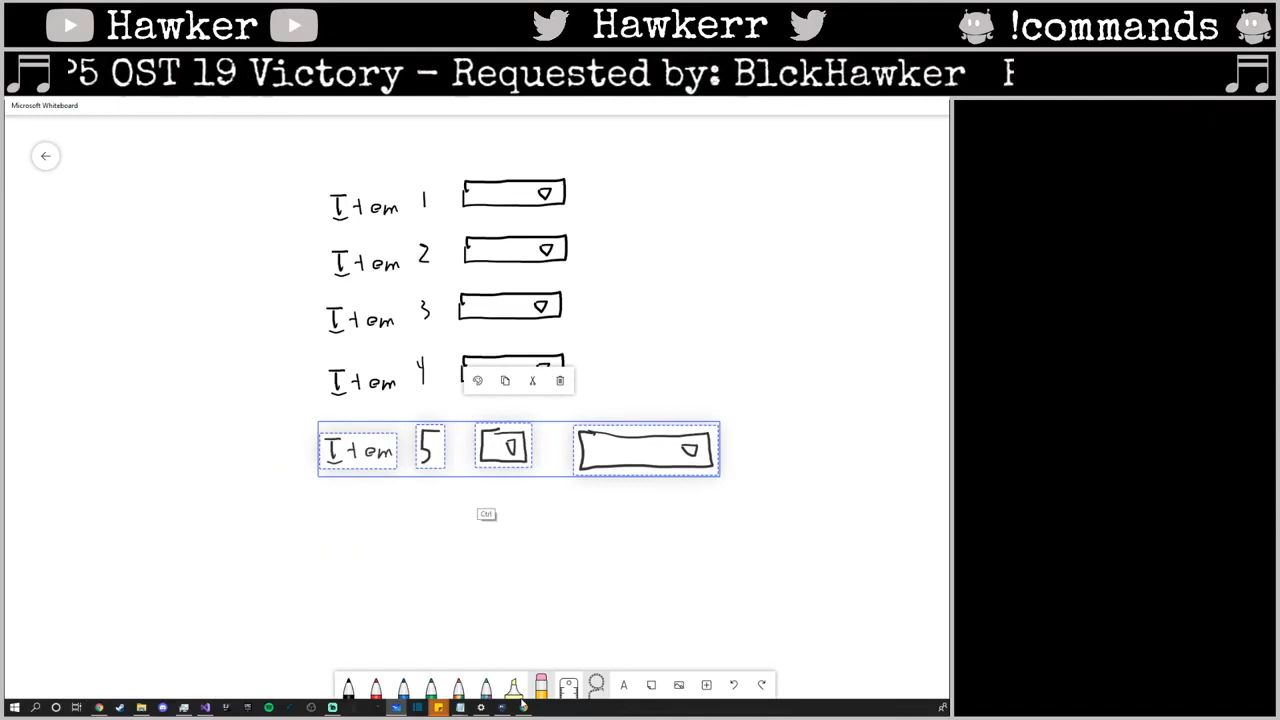 Hawker Hawkerr !commands
P5 OST 19 Victory - Requested by: BlckHawker
Microsoft Whiteboard
Item 1
Item 2
Item 3
Item 4
Item 5
Ctrl
A